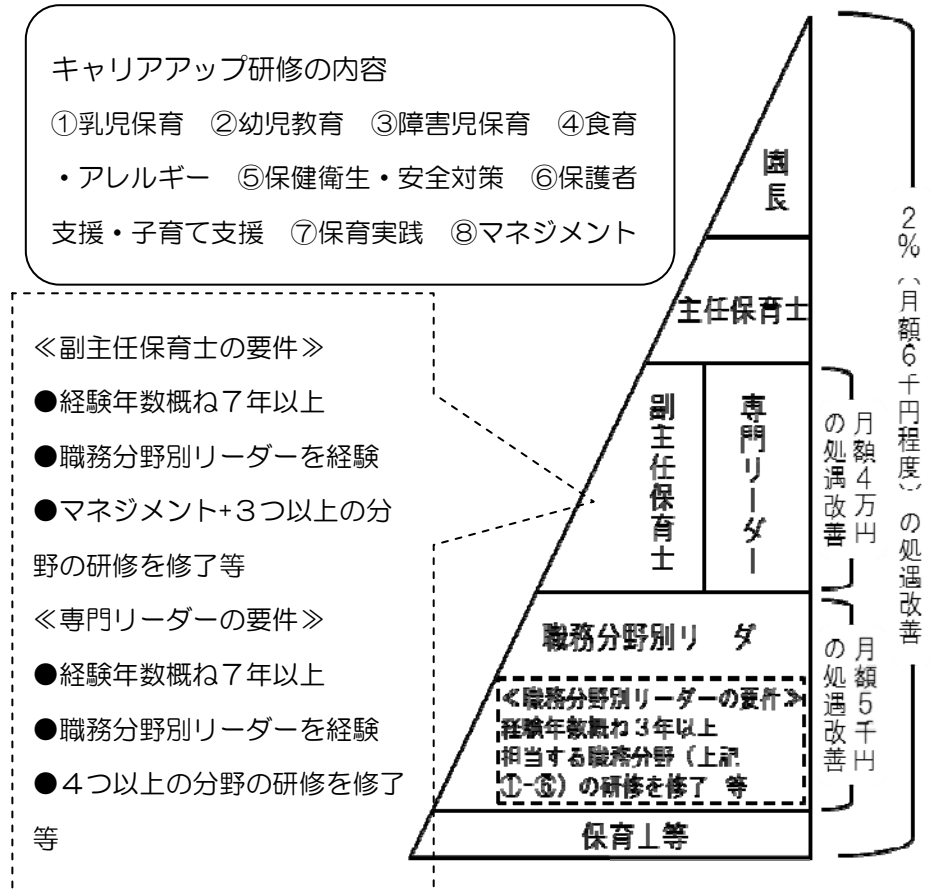 キャリアアップ研修の内容
①乳児保育　②幼児教育　③障害児保育　④食育
・アレルギー　⑤保健衛生・安全対策　⑥保護者
支援・子育て支援　⑦保育実践　⑧マネジメント
≪副主任保育士の要件≫
●経験年数概ね７年以上
●職務分野別リーダーを経験
●マネジメント+３つ以上の分
野の研修を修了等
≪専門リーダーの要件≫
●経験年数概ね７年以上
●職務分野別リーダーを経験
●４つ以上の分野の研修を修了
等
園長
主任保育士
副主任保育士
専門リーダー
職務分野別リ　ダ
≪職務分野別リーダーの要件≫
経験年数概ね３年以上
担当する職務分野（上記
①-⑥）の研修を修了　等
保育士等
月額４万円
の処遇改善
月額５千円
の処遇改善
２％（月額６千円程度）の処遇改善